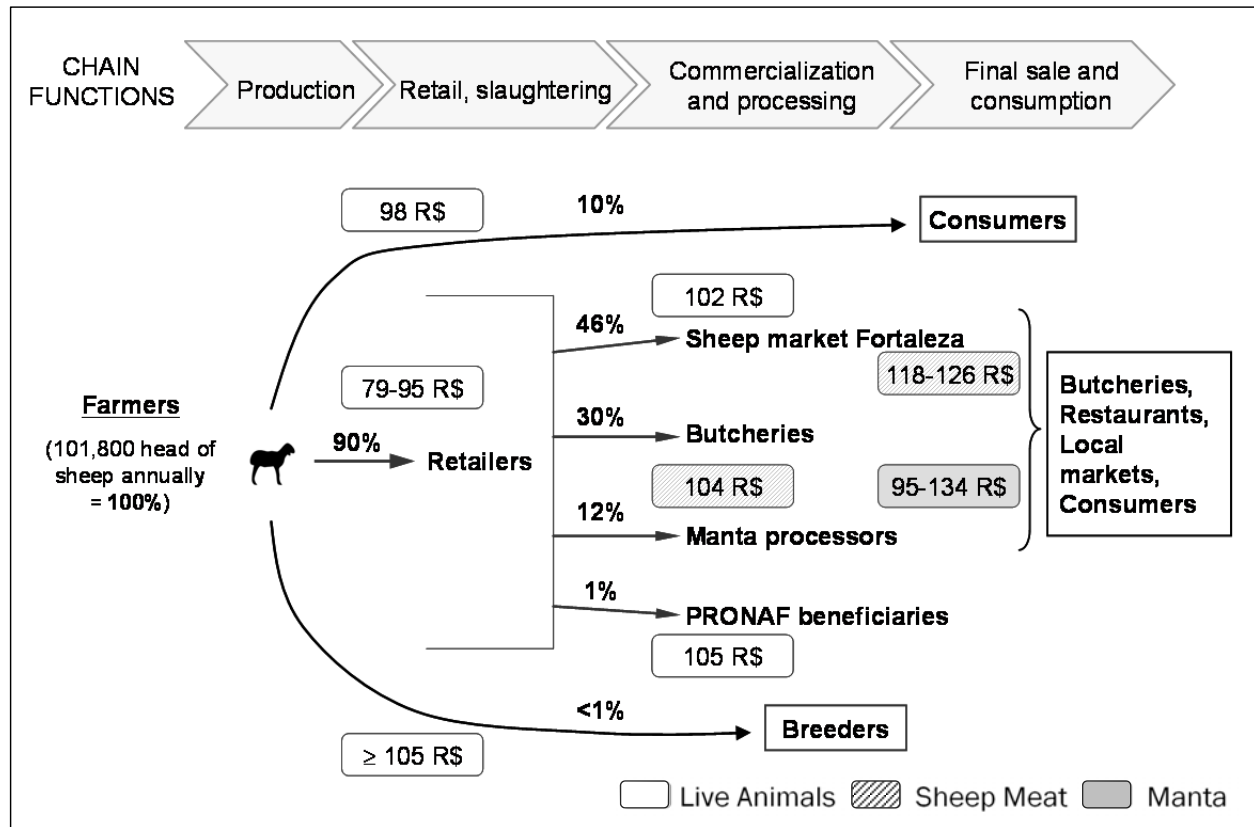 CHAIN
FUNCTIONS
Production
Retail, slaughtering
Commercialization
and processing
Final sale and
consumption
98 R$
10%
Consumers
102 R$
46%
Sheep market Fortaleza
118-126 R$
79-95 R$
Farmers
(101,800 head of
sheep annually
= 100%)
90%
Retailers
30%
Butcheries
104 R$
95-134 R$
Butcheries,
Restaurants,
Local
markets,
Consumers
12%
Manta processors
1%
PRONAF beneficiaries
105 R$
<1%
Breeders
≥ 105 R$
Live Animals
Sheep Meat
Manta